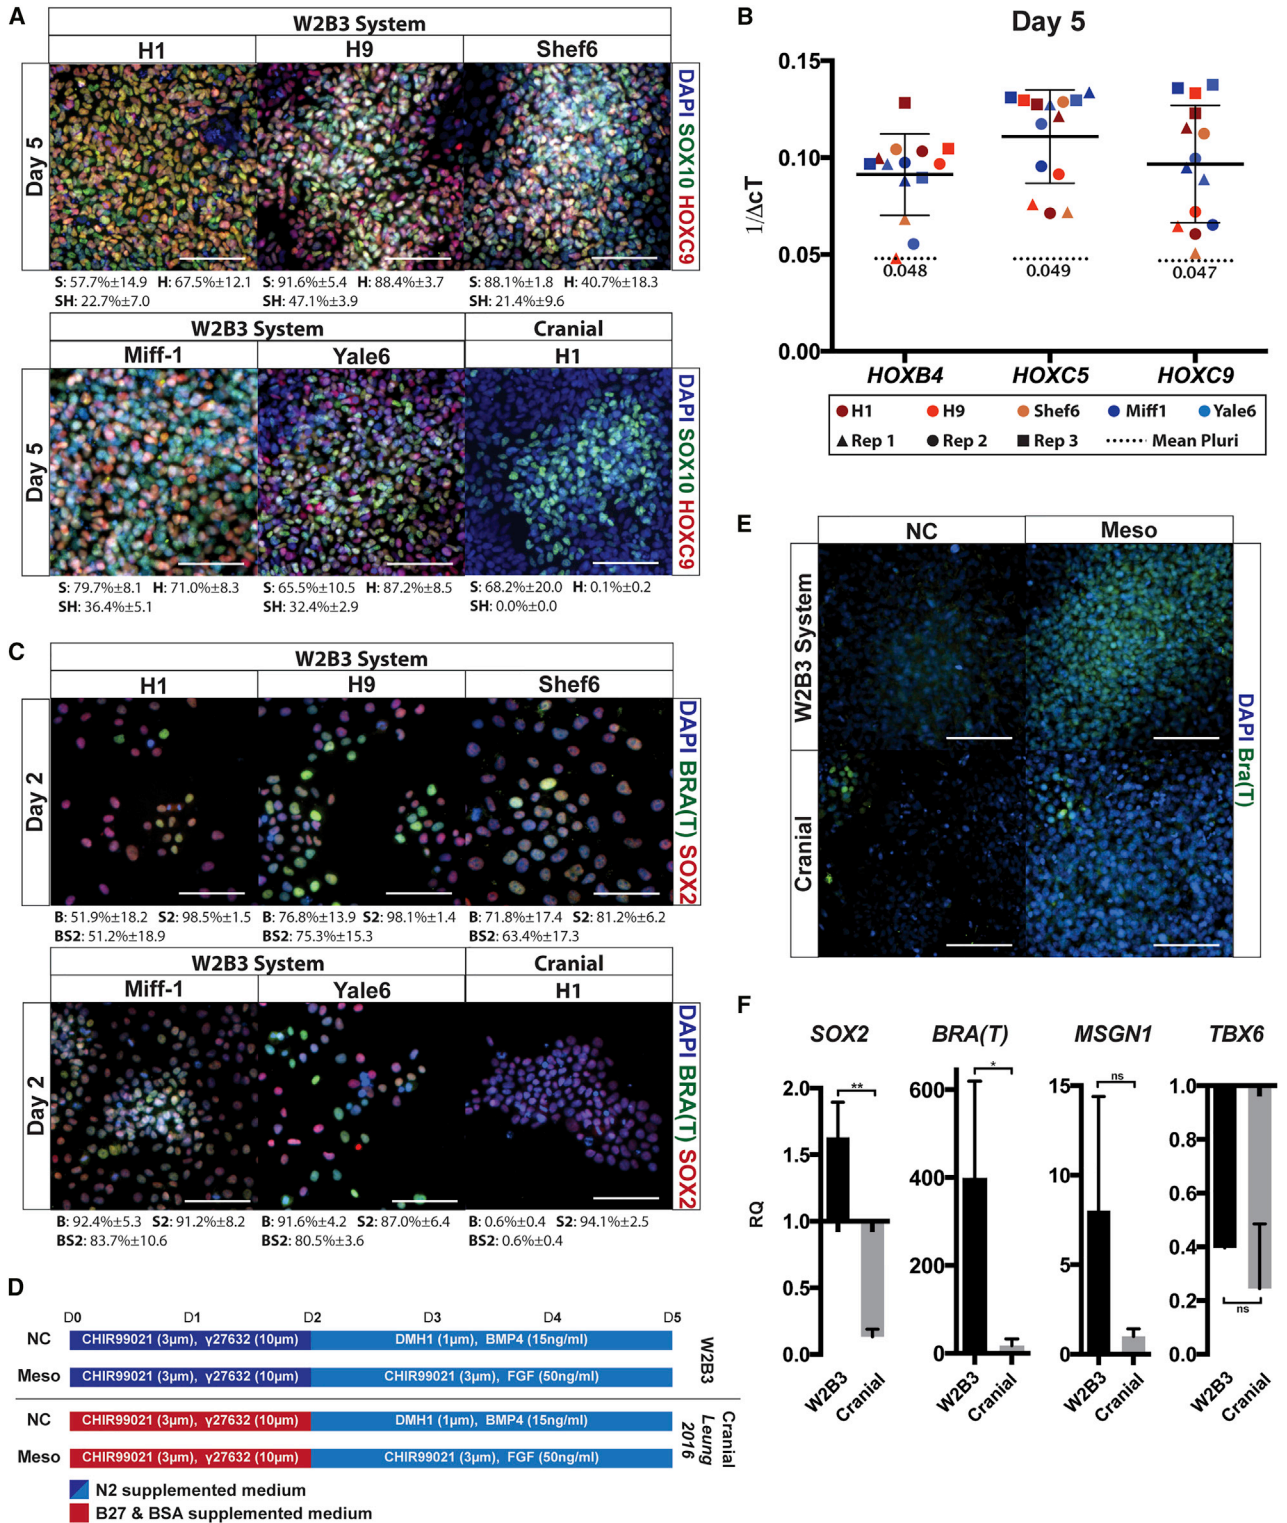 A
W2B3 System
H1 H9 Shef6
Day 5
DAPI SOX10 HOXC9
S: 57.7%±14.9 H: 67.5%±12.1
SH: 22.7%±7.0
S: 91.6%±5.4 H: 88.4%±3.7
SH: 47.1%±3.9
S: 88.1%±1.8 H: 40.7%±18.3
SH: 21.4%±9.6
W2B3 System Cranial
Miff-1 Yale6 H1
Day 5
DAPI SOX10 HOXC9
S: 79.7%±8.1 H: 71.0%±8.3
SH: 36.4%±5.1
S: 65.5%±10.5 H: 87.2%±8.5
SH: 32.4%±2.9
S: 68.2%±20.0 H: 0.1%±0.2
SH: 0.0%±0.0
B
Day 5
1/ΔcT
0.15
0.10
0.05
0.00
0.048 0.049 0.047
HOXB4 HOXC5 HOXC9
H1 H9 Shef6 Miff1 Yale6
Rep 1 Rep 2 Rep 3 Mean Pluri
C
W2B3 System
H1 H9 Shef6
Day 2
DAPI BRA(T) SOX2
B: 51.9%±18.2 S2: 98.5%±1.5
BS2: 51.2%±18.9
B: 76.8%±13.9 S2: 98.1%±1.4
BS2: 75.3%±15.3
B: 71.8%±17.4 S2: 81.2%±6.2
BS2: 63.4%±17.3
W2B3 System Cranial
Miff-1 Yale6 H1
Day 2
DAPI BRA(T) SOX2
B: 92.4%±5.3 S2: 91.2%±8.2
BS2: 83.7%±10.6
B: 91.6%±4.2 S2: 87.0%±6.4
BS2: 80.5%±3.6
B: 0.6%±0.4 S2: 94.1%±2.5
BS2: 0.6%±0.4
D
D0 D1 D2 D3 D4 D5
NC CHIR99021 (3µm), γ27632 (10µm) DMH1 (1µm), BMP4 (15ng/ml)
Meso CHIR99021 (3µm), γ27632 (10µm) CHIR99021 (3µm), FGF (50ng/ml)
W2B3
NC CHIR99021 (3µm), γ27632 (10µm) DMH1 (1µm), BMP4 (15ng/ml)
Meso CHIR99021 (3µm), γ27632 (10µm) CHIR99021 (3µm), FGF (50ng/ml)
Cranial
Leung
2016
N2 supplemented medium
B27 & BSA supplemented medium
E
NC Meso
W2B3 System
Cranial
DAPI Bra(T)
F
SOX2 BRA(T) MSGN1 TBX6
RQ
2.0
1.5
1.0
0.5
0.0
**
W2B3
Cranial
600
400
200
0
*
W2B3
Cranial
15
10
5
0
ns
W2B3
Cranial
1.0
0.8
0.6
0.4
0.2
0.0
ns
W2B3
Cranial